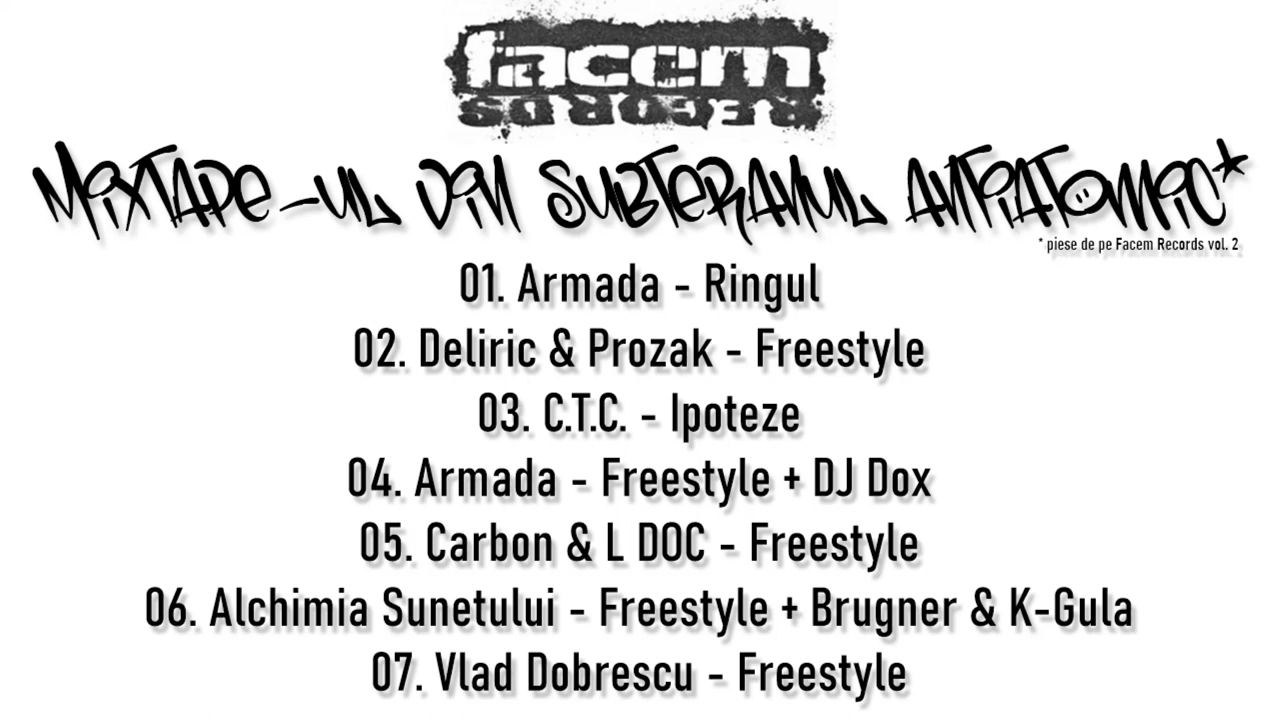 facem
RECORDS
MIXTAPE-UL DIN SUBTERANUL ANTIATOMIC*
* piese de pe Facem Records vol. 2
01. Armada - Ringul
02. Deliric & Prozak - Freestyle
03. C.T.C. - Ipoteze
04. Armada - Freestyle + DJ Dox
05. Carbon & L DOC - Freestyle
06. Alchimia Sunetului - Freestyle + Brugner & K-Gula
07. Vlad Dobrescu - Freestyle